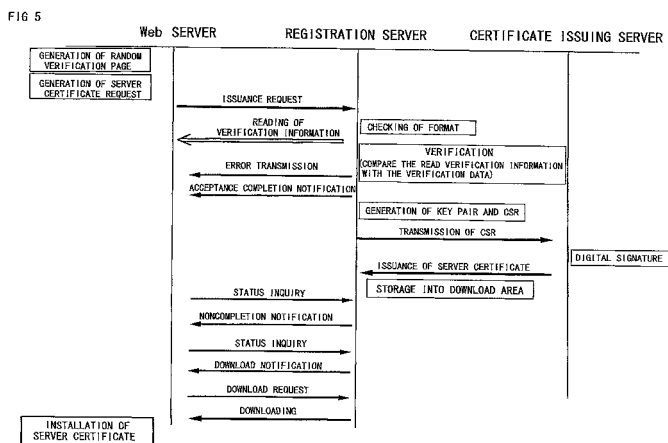 FIG 5
Web SERVER
REGISTRATION SERVER
CERTIFICATE ISSUING SERVER
GENERATION OF RANDOM
VERIFICATION PAGE
GENERATION OF SERVER
CERTIFICATE REQUEST
ISSUANCE REQUEST
READING OF
VERIFICATION INFORMATION
CHECKING OF FORMAT
VERIFICATION
(COMPARE THE READ VERIFICATION INFORMATION
WITH THE VERIFICATION DATA)
ERROR TRANSMISSION
ACCEPTANCE COMPLETION NOTIFICATION
GENERATION OF KEY PAIR AND CSR
TRANSMISSION OF CSR
DIGITAL SIGNATURE
ISSUANCE OF SERVER CERTIFICATE
STORAGE INTO DOWNLOAD AREA
STATUS INQUIRY
NONCOMPLETION NOTIFICATION
STATUS INQUIRY
DOWNLOAD NOTIFICATION
DOWNLOAD REQUEST
DOWNLOADING
INSTALLATION OF
SERVER CERTIFICATE